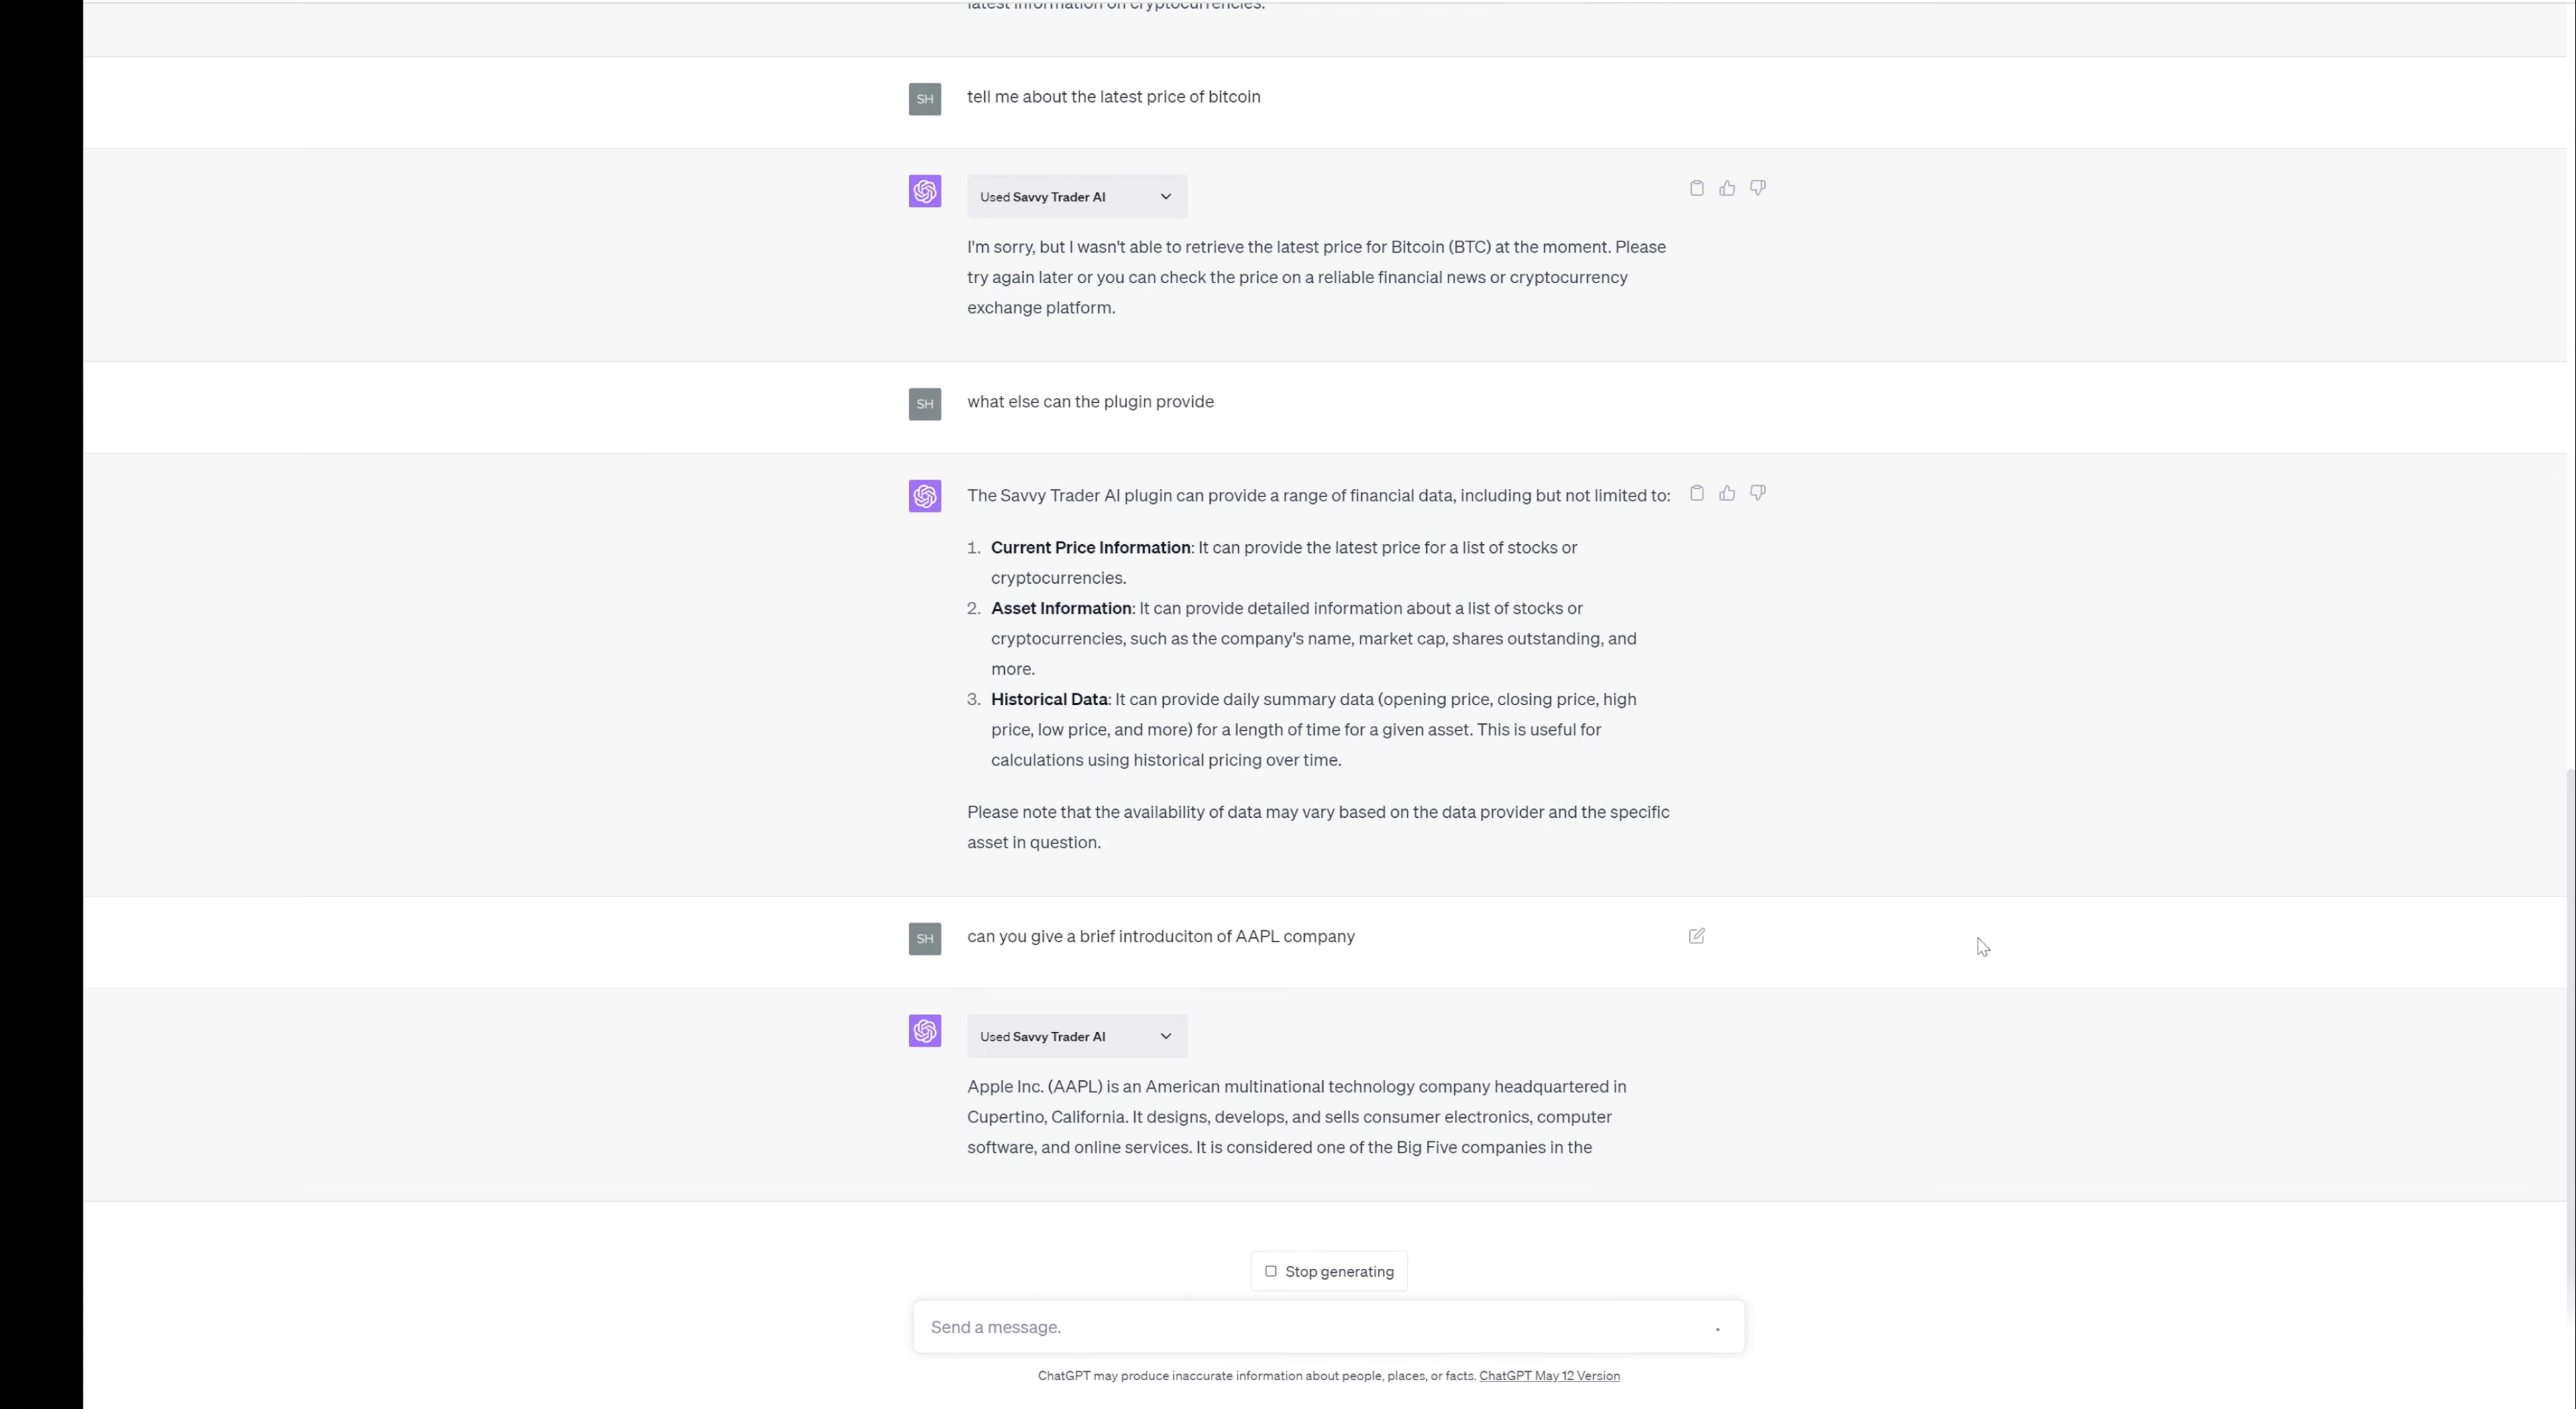 latest information on cryptocurrencies.
SH
tell me about the latest price of bitcoin
Used Savvy Trader AI
I'm sorry, but I wasn't able to retrieve the latest price for Bitcoin (BTC) at the moment. Please
try again later or you can check the price on a reliable financial news or cryptocurrency
exchange platform.
SH
what else can the plugin provide
The Savvy Trader AI plugin can provide a range of financial data, including but not limited to:
1. Current Price Information: It can provide the latest price for a list of stocks or
cryptocurrencies.
2. Asset Information: It can provide detailed information about a list of stocks or
cryptocurrencies, such as the company's name, market cap, shares outstanding, and
more.
3. Historical Data: It can provide daily summary data (opening price, closing price, high
price, low price, and more) for a length of time for a given asset. This is useful for
calculations using historical pricing over time.
Please note that the availability of data may vary based on the data provider and the specific
asset in question.
SH
can you give a brief introduciton of AAPL company
Used Savvy Trader AI
Apple Inc. (AAPL) is an American multinational technology company headquartered in
Cupertino, California. It designs, develops, and sells consumer electronics, computer
software, and online services. It is considered one of the Big Five companies in the
Stop generating
Send a message.
ChatGPT may produce inaccurate information about people, places, or facts. ChatGPT May 12 Version